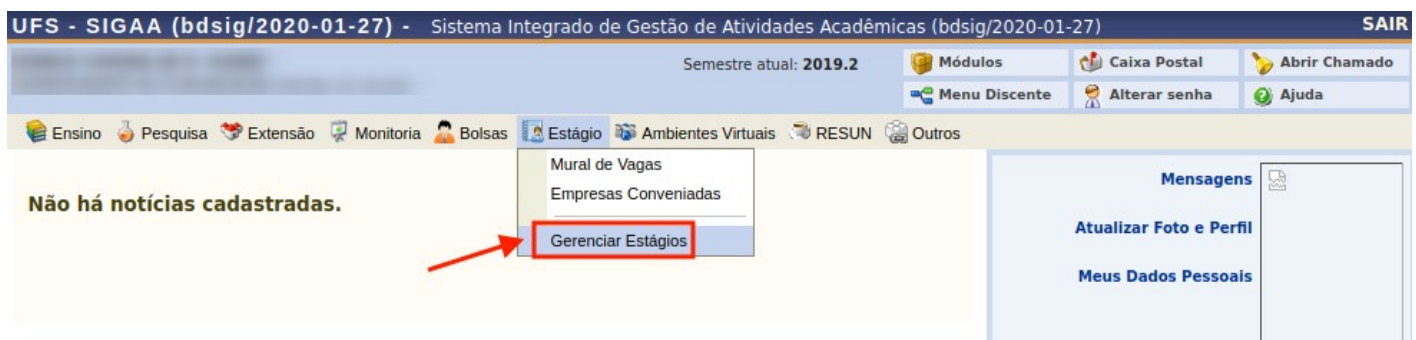 UFS - SIGAA (bdsig/2020-01-27) - Sistema Integrado de Gestão de Atividades Acadêmicas (bdsig/2020-01-27) SAIR
Semestre atual: 2019.2 Módulos Caixa Postal Abrir Chamado
Menu Discente Alterar senha Ajuda
Ensino Pesquisa Extensão Monitoria Bolsas Estágio Ambientes Virtuais RESUN Outros
Mural de Vagas
Empresas Conveniadas
Gerenciar Estágios
Não há notícias cadastradas.
Mensagens
Atualizar Foto e Perfil
Meus Dados Pessoais